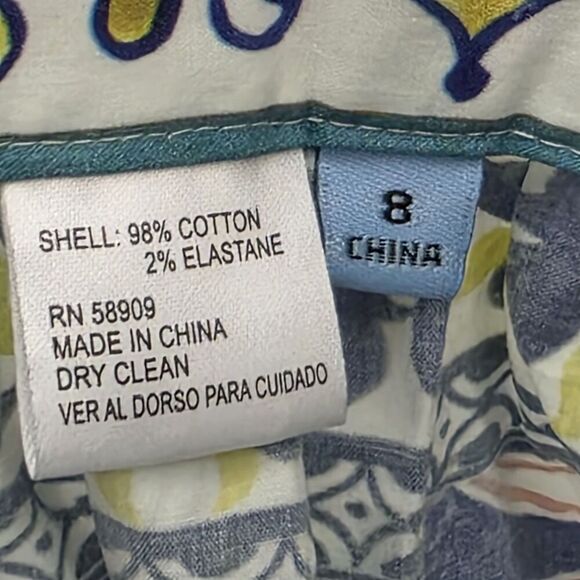 SHELL: 98% COTTON
2% ELASTANE
RN 58909
MADE IN CHINA
DRY CLEAN
VER AL DORSO PARA CUIDADO
8
CHINA